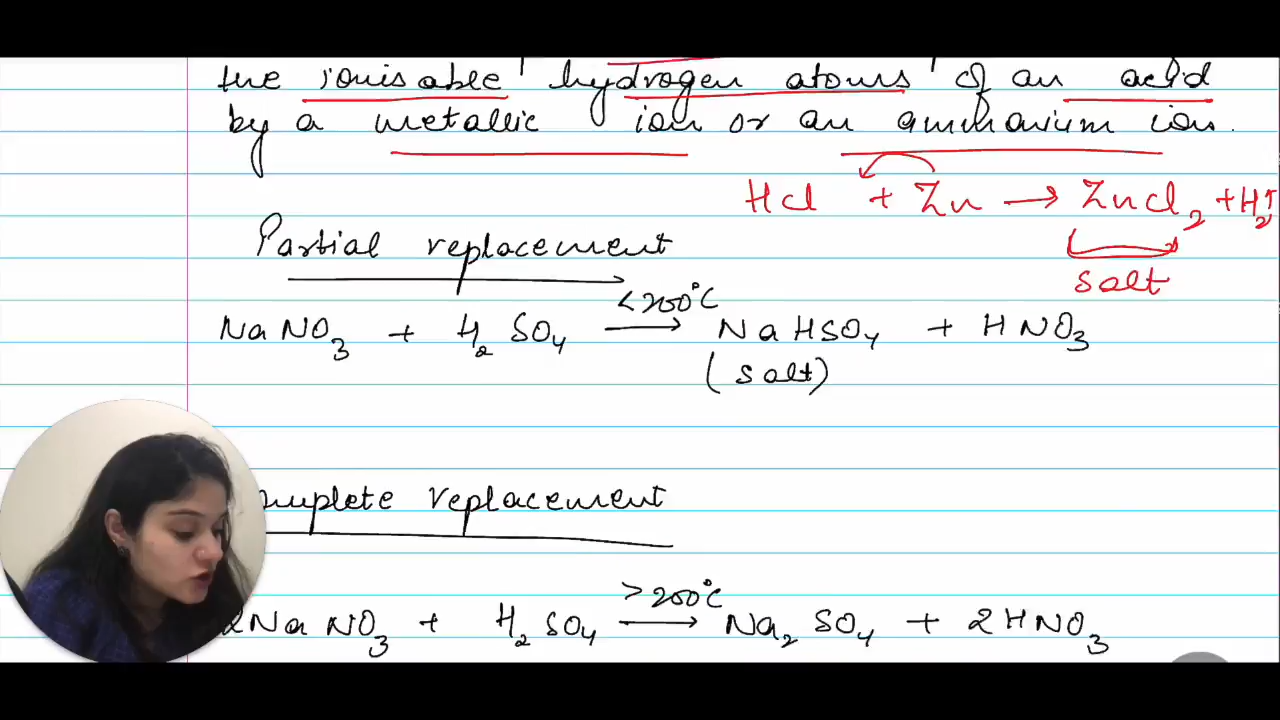 the ionisable hydrogen atoms of an acid
by a metallic ion or an ammonium ion.
HCl + Zn → ZnCl₂ + H₂↑
salt
Partial replacement
NaNO₃ + H₂SO₄ <200°C → NaHSO₄ + HNO₃
(salt)
omplete replacement
2NaNO₃ + H₂SO₄ >200°C → Na₂SO₄ + 2HNO₃